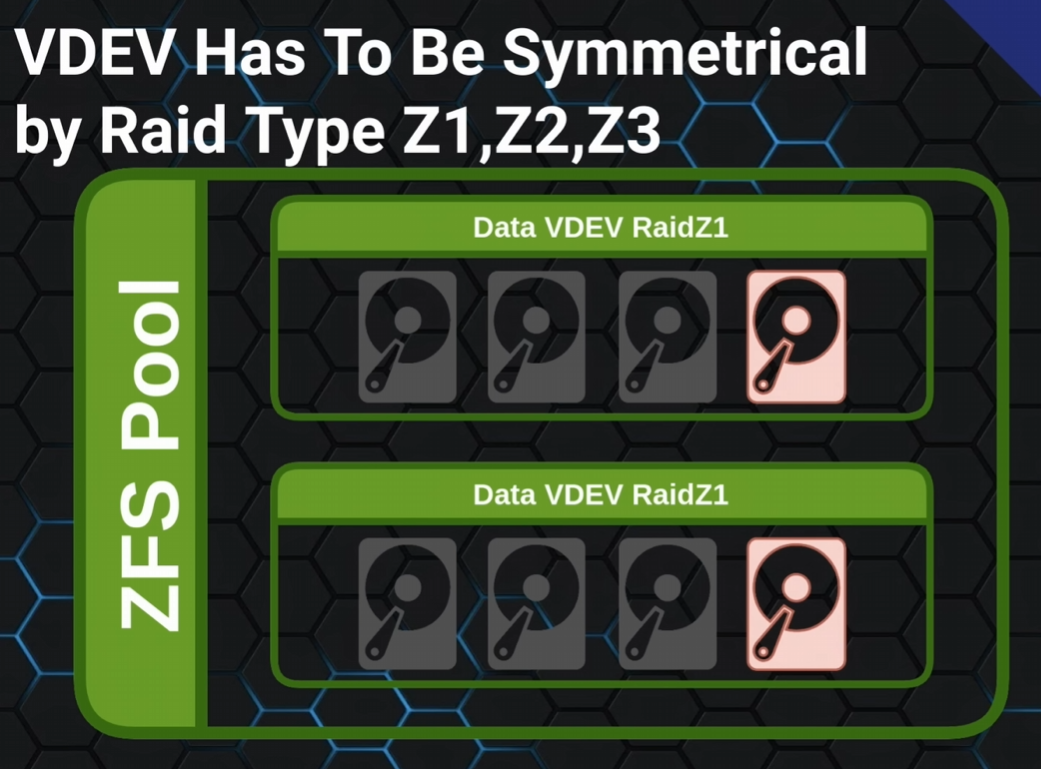 VDEV Has To Be Symmetrical
by Raid Type Z1,Z2,Z3
ZFS Pool
Data VDEV RaidZ1
Data VDEV RaidZ1